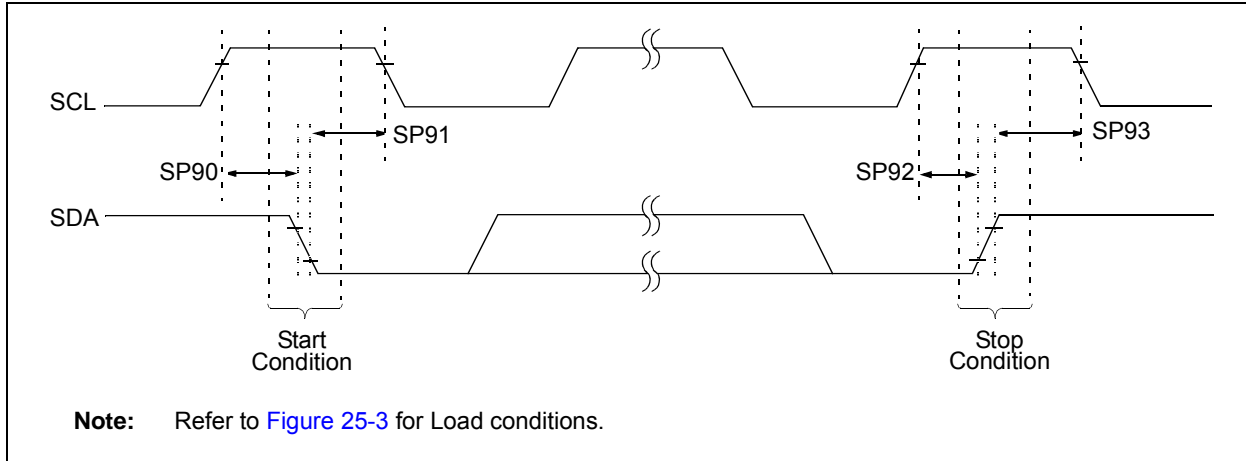 SCL
SP91
SP93
SP90
SP92
SDA
Start
Condition
Stop
Condition
Note: Refer to Figure 25-3 for Load conditions.